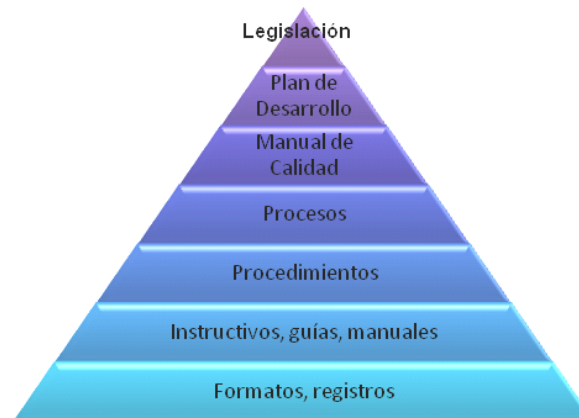 Legislación
Plan de
Desarrollo
Manual de
Calidad
Procesos
Procedimientos
Instructivos, guías, manuales
Formatos, registros